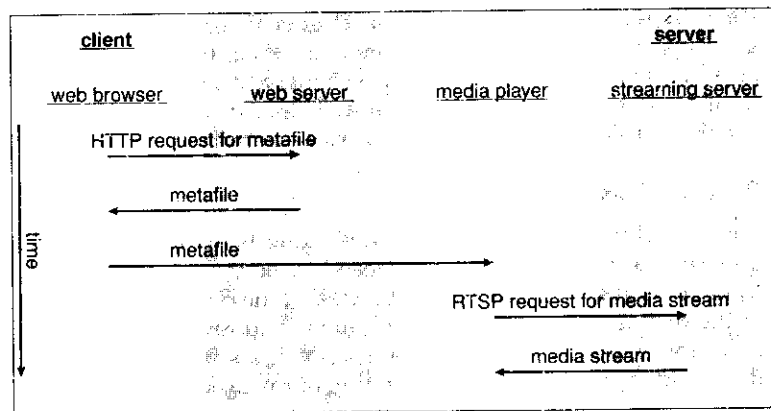 client server
web browser web server media player streaming server
HTTP request for metafile
metafile
time
metafile
RTSP request for media stream
media stream